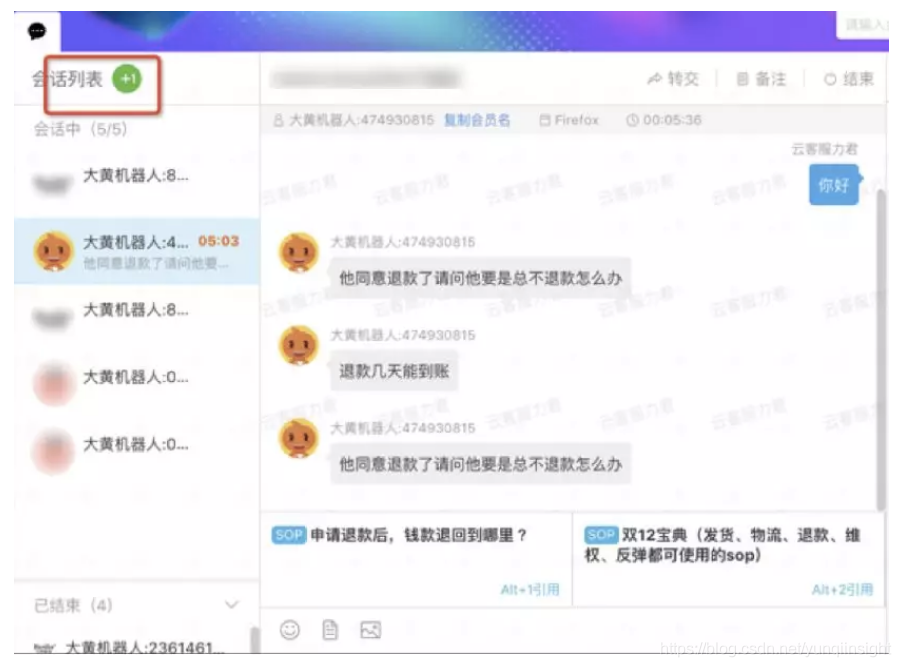 请输入
会话列表 +1
转交 备注 结束
会话中（5/5）
大黄机器人:474930815 复制会员名 Firefox 00:05:36
云客服力君
你好
大黄机器人:8...
大黄机器人:4... 05:03
他同意退款了请问他要...
大黄机器人:8...
大黄机器人:0...
大黄机器人:0...
大黄机器人:474930815
他同意退款了请问他要是总不退款怎么办
大黄机器人:474930815
退款几天能到账
大黄机器人:474930815
他同意退款了请问他要是总不退款怎么办
SOP 申请退款后，钱款退回到哪里？
Alt+1引用
SOP 双12宝典（发货、物流、退款、维
权、反弹都可使用的sop）
Alt+2引用
已结束（4）
大黄机器人:2361461...
https://blog.csdn.net/yunqiinsight